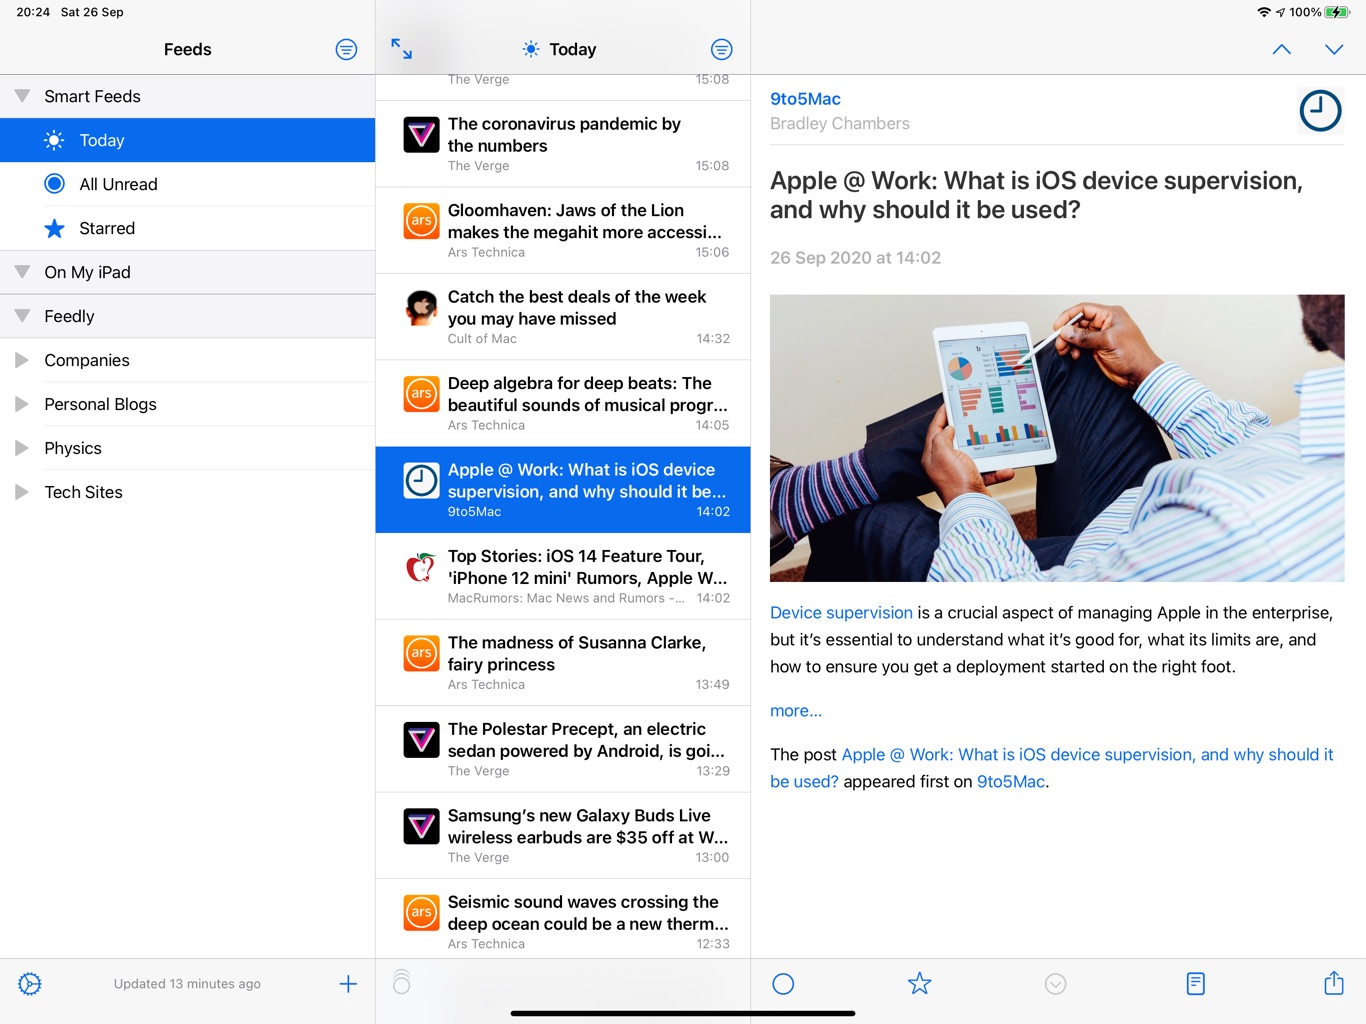 20:24 Sat 26 Sep
100%
Feeds
Smart Feeds
Today
All Unread
Starred
On My iPad
Feedly
Companies
Personal Blogs
Physics
Tech Sites
Updated 13 minutes ago
Today
The Verge 15:08
The coronavirus pandemic by
the numbers
The Verge 15:08
ars
Gloomhaven: Jaws of the Lion
makes the megahit more accessi...
Ars Technica 15:06
Catch the best deals of the week
you may have missed
Cult of Mac 14:32
ars
Deep algebra for deep beats: The
beautiful sounds of musical progr...
Ars Technica 14:05
Apple @ Work: What is iOS device
supervision, and why should it be...
9to5Mac 14:02
Top Stories: iOS 14 Feature Tour,
'iPhone 12 mini' Rumors, Apple W...
MacRumors: Mac News and Rumors -... 14:02
ars
The madness of Susanna Clarke,
fairy princess
Ars Technica 13:49
The Polestar Precept, an electric
sedan powered by Android, is goi...
The Verge 13:29
Samsung’s new Galaxy Buds Live
wireless earbuds are $35 off at W...
The Verge 13:00
ars
Seismic sound waves crossing the
deep ocean could be a new therm...
Ars Technica 12:33
9to5Mac
Bradley Chambers
Apple @ Work: What is iOS device supervision,
and why should it be used?
26 Sep 2020 at 14:02
Device supervision is a crucial aspect of managing Apple in the enterprise,
but it’s essential to understand what it’s good for, what its limits are, and
how to ensure you get a deployment started on the right foot.
more...
The post Apple @ Work: What is iOS device supervision, and why should it
be used? appeared first on 9to5Mac.